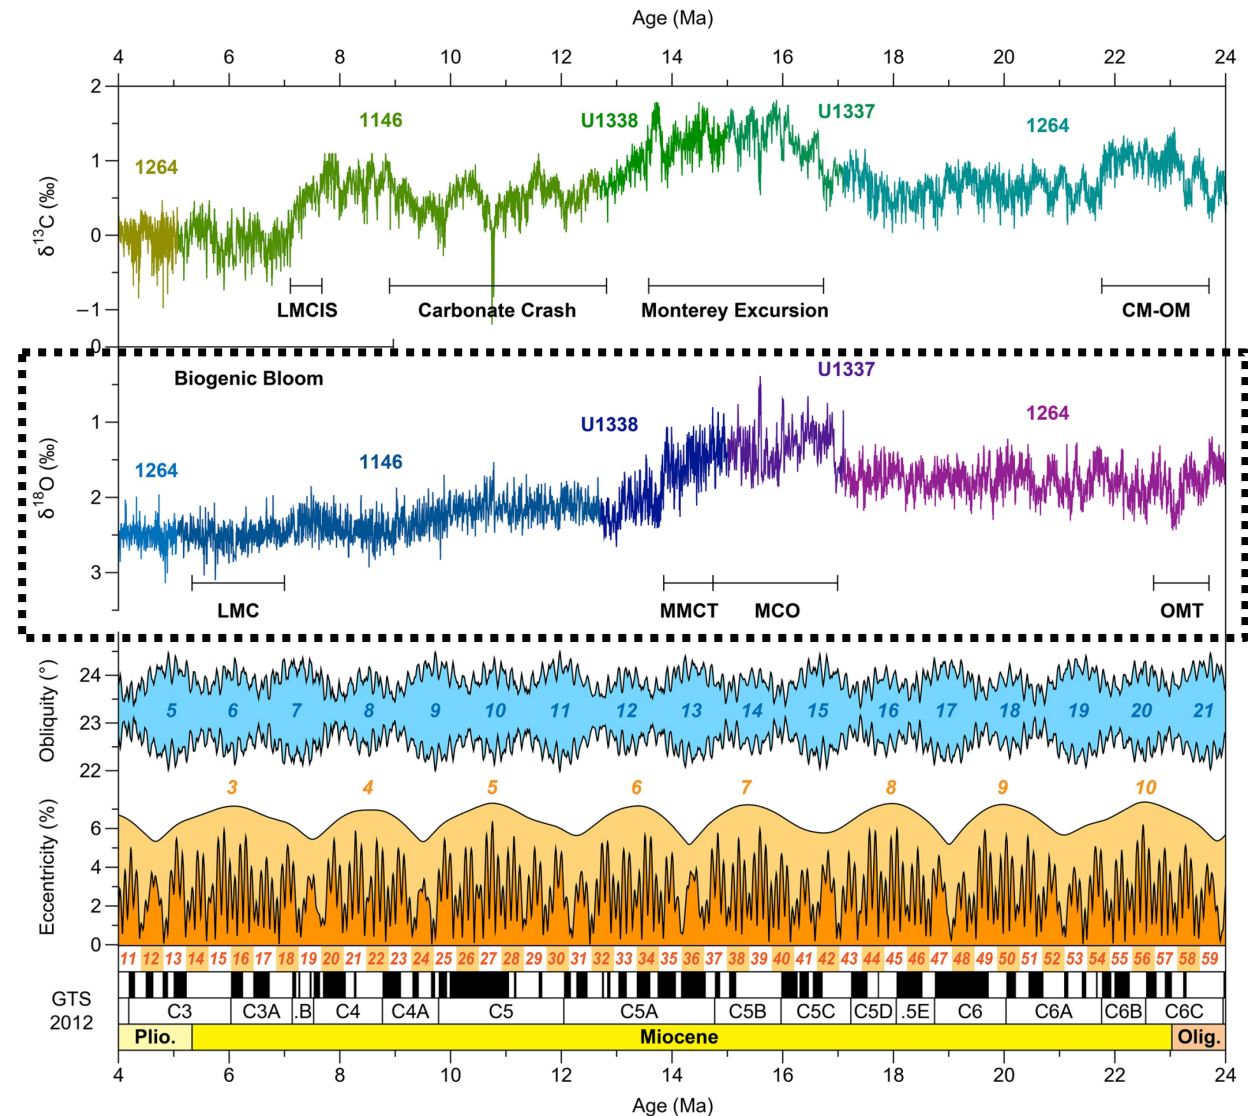 Age (Ma)
4 6 8 10 12 14 16 18 20 22 24
2
1
0
−1
δ13C (‰)
1264
1146
U1338
U1337
1264
LMCIS
Carbonate Crash
Monterey Excursion
CM-OM
Biogenic Bloom
0
1
2
3
δ18O (‰)
1264
1146
U1338
U1337
1264
LMC
MMCT
MCO
OMT
24
23
22
Obliquity (°)
5 6 7 8 9 10 11 12 13 14 15 16 17 18 19 20 21
3 4 5 6 7 8 9 10
6
4
2
0
Eccentricity (%)
11 12 13 14 15 16 17 18 19 20 21 22 23 24 25 26 27 28 29 30 31 32 33 34 35 36 37 38 39 40 41 42 43 44 45 46 47 48 49 50 51 52 53 54 55 56 57 58 59
GTS
2012
C3 C3A .B C4 C4A C5 C5A C5B C5C C5D .5E C6 C6A C6B C6C
Plio. Miocene Olig.
4 6 8 10 12 14 16 18 20 22 24
Age (Ma)